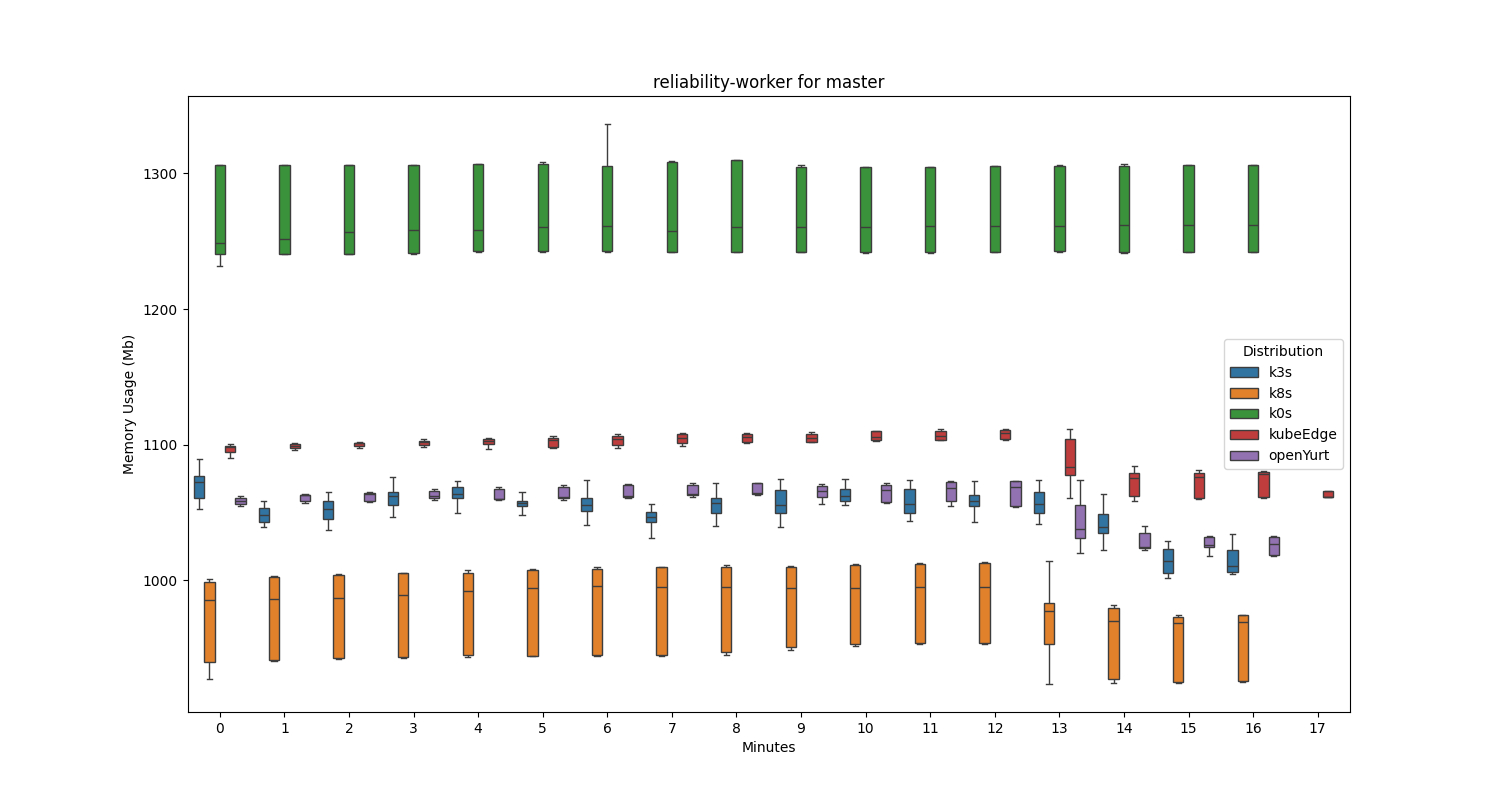 reliability-worker for master
Memory Usage (Mb)
1300
1200
1100
1000
Distribution
k3s
k8s
k0s
kubeEdge
openYurt
0 1 2 3 4 5 6 7 8 9 10 11 12 13 14 15 16 17
Minutes